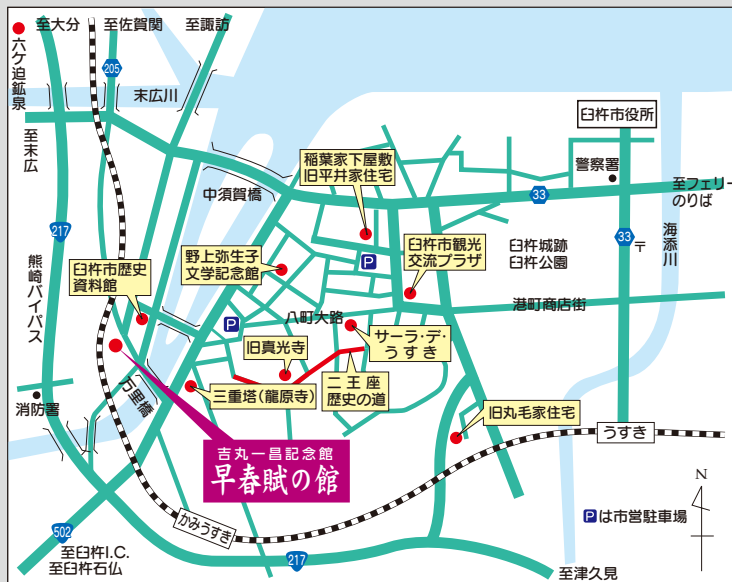 至大分
至佐賀関
至諏訪
六ケ迫鉱泉
205
末広川
至末広
臼杵市役所
稲葉家下屋敷
旧平井家住宅
警察署
中須賀橋
33
至フェリー
のりば
217
熊崎バイパス
野上弥生子
文学記念館
P
臼杵市観光
交流プラザ
臼杵城跡
臼杵公園
33
〒
海添川
臼杵市歴史
資料館
港町商店街
P
八町大路
サーラ・デ・
うすき
旧真光寺
二王座
歴史の道
三重塔(龍原寺)
万里橋
消防署
旧丸毛家住宅
うすき
吉丸一昌記念館
早春賦の館
N
Pは市営駐車場
かみうすき
502
至臼杵I.C.
至臼杵石仏
217
至津久見